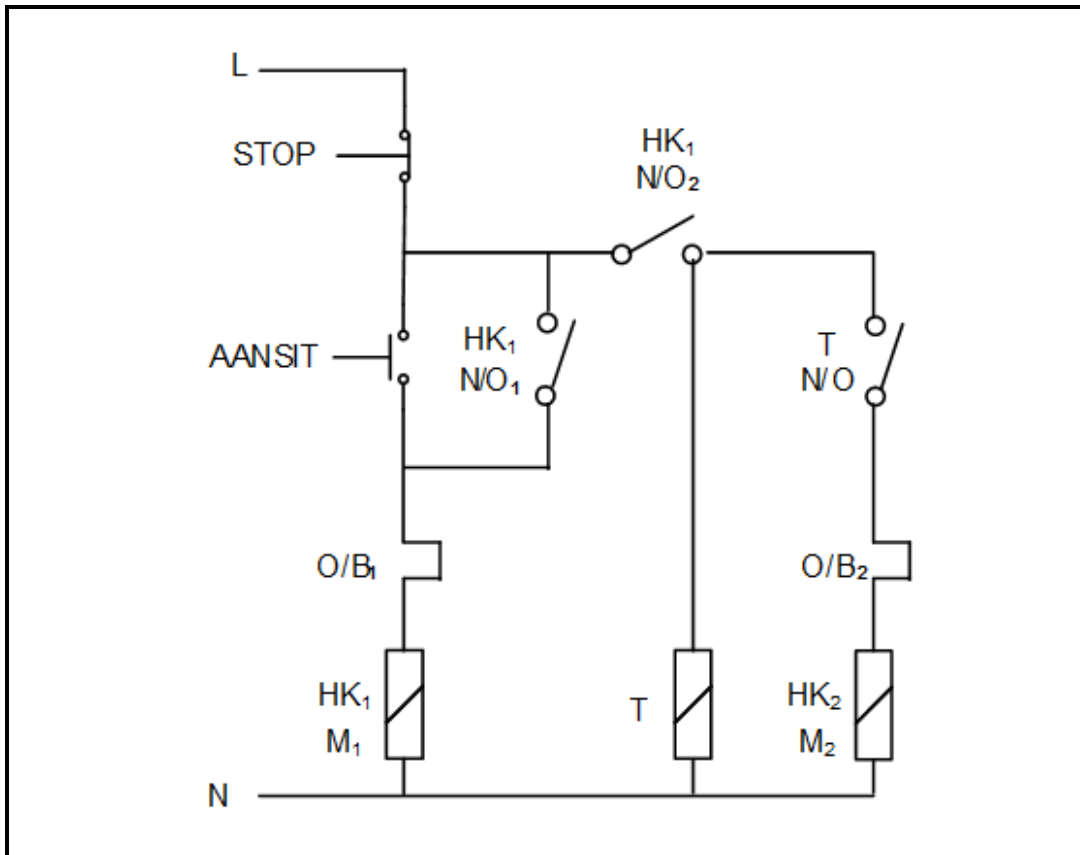 L
STOP
HK₁
N/O₂
AANSIT
HK₁
N/O₁
T
N/O
O/B₁
O/B₂
HK₁
M₁
T
HK₂
M₂
N